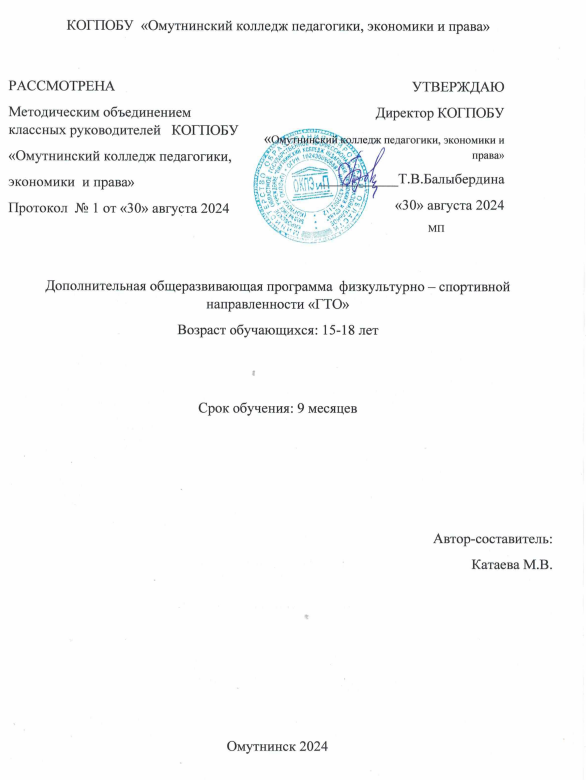 КОГПОБУ «Омутнинский колледж педагогики, экономики и права»
РАССМОТРЕНА
Методическим объединением
классных руководителей КОГПОБУ
«Омутнинский колледж педагогики,
экономики и права»
Протокол № 1 от «30» августа 2024
УТВЕРЖДАЮ
Директор КОГПОБУ
«Омутнинский колледж педагогики, экономики и
права»
Т.В.Балыбердина
«30» августа 2024
МП
ОКПЭиП
Дополнительная общеразвивающая программа физкультурно – спортивной
направленности «ГТО»
Возраст обучающихся: 15-18 лет
Срок обучения: 9 месяцев
Автор-составитель:
Катаева М.В.
Омутнинск 2024